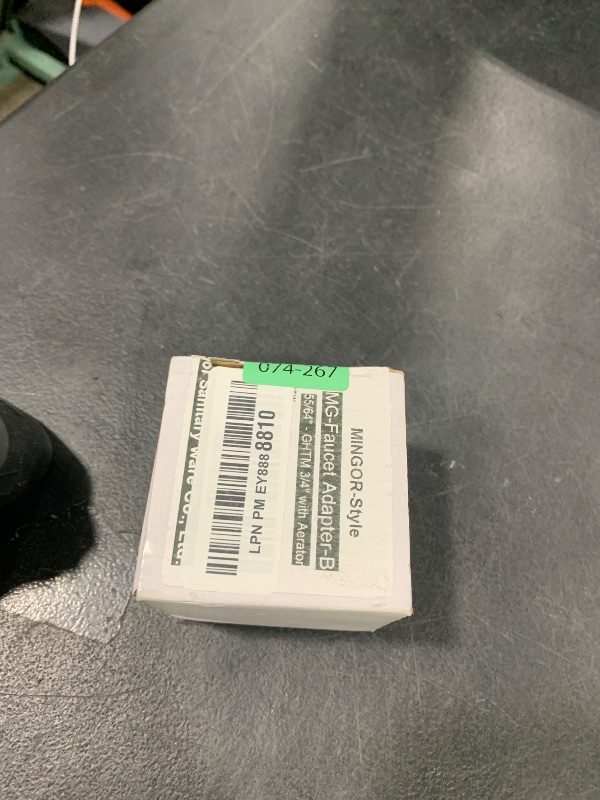 074-267
MINGOR-Style
MG-Faucet Adapter-B
55/64" - GHTM 3/4" with Aerator
LPN PM EY888 8810
Sanitary Ware Co., Ltd.